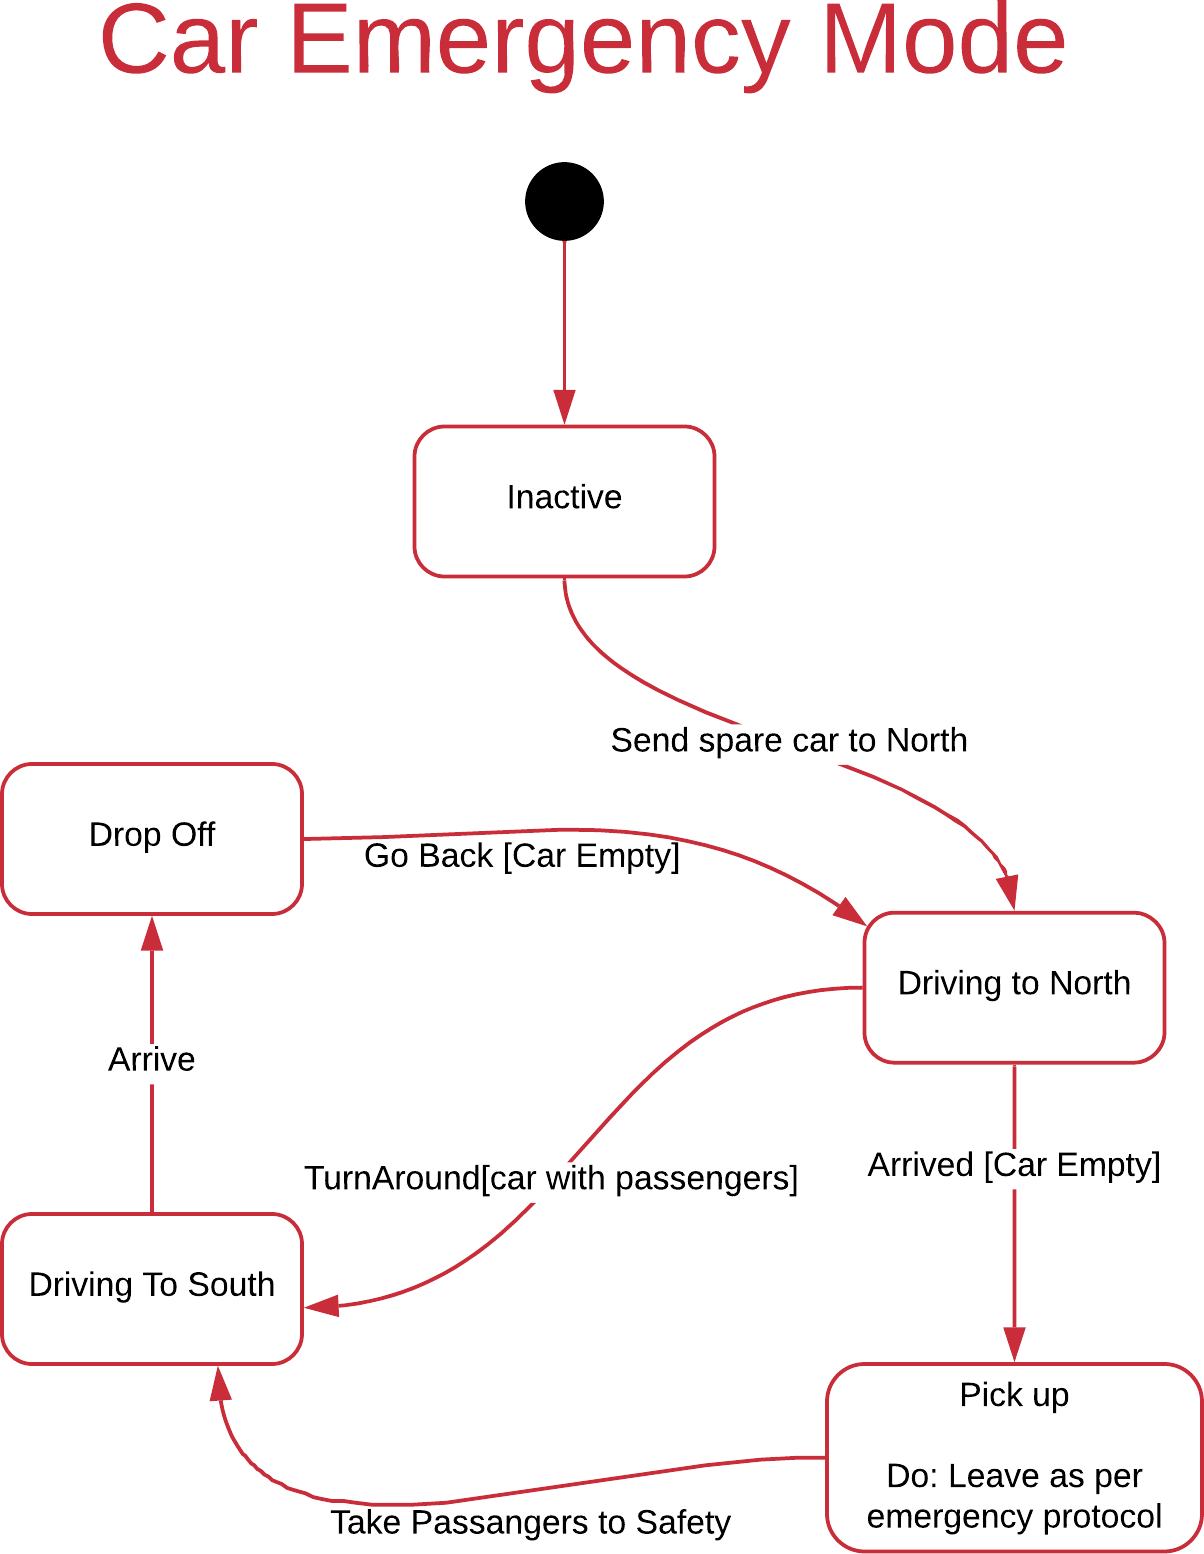 Car Emergency Mode
Inactive
Send spare car to North
Drop Off
Go Back [Car Empty]
Driving to North
Arrive
TurnAround[car with passengers]
Arrived [Car Empty]
Driving To South
Pick up
Do: Leave as per
emergency protocol
Take Passangers to Safety